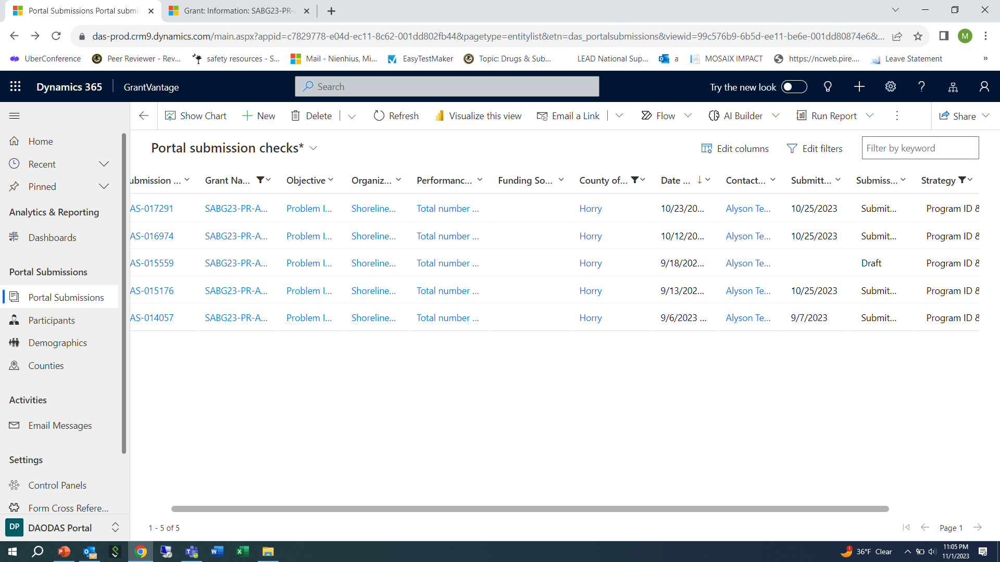 Portal Submissions Portal submi
Grant: Information: SABG23-PR-
das-prod.crm9.dynamics.com/main.aspx?appid=c7829778-e04d-ec11-8c62-001dd802fb44&pagetype=entitylist&etn=das_portalsubmissions&viewid=99c576b9-6b5d-ee11-be6e-001dd80874e6&...
M
UberConference
Peer Reviewer - Rev...
safety resources - S...
Mail - Nienhius, Mi...
EasyTestMaker
Topic: Drugs & Sub...
LEAD National Sup...
a
MOSAIX IMPACT
https://ncweb.pire....
Leave Statement
»
Dynamics 365
GrantVantage
Search
Try the new look
Show Chart
New
Delete
Refresh
Visualize this view
Email a Link
Flow
AI Builder
Run Report
Share
Home
Recent
Pinned
Analytics & Reporting
Dashboards
Portal Submissions
Portal Submissions
Participants
Demographics
Counties
Activities
Email Messages
Settings
Control Panels
Form Cross Refere...
DP DAODAS Portal
Portal submission checks*
Edit columns
Edit filters
Filter by keyword
ubmission ... Grant Na... Objective Organiz... Performanc... Funding So... County of... Date ... Contact... Submitt... Submiss... Strategy
AS-017291 SABG23-PR-A... Problem I... Shoreline... Total number ... Horry 10/23/20... Alyson Te... 10/25/2023 Submit... Program ID &
AS-016974 SABG23-PR-A... Problem I... Shoreline... Total number ... Horry 10/12/20... Alyson Te... 10/25/2023 Submit... Program ID &
AS-015559 SABG23-PR-A... Problem I... Shoreline... Total number ... Horry 9/18/202... Alyson Te... Draft Program ID &
AS-015176 SABG23-PR-A... Problem I... Shoreline... Total number ... Horry 9/13/202... Alyson Te... 10/25/2023 Submit... Program ID &
AS-014057 SABG23-PR-A... Problem I... Shoreline... Total number ... Horry 9/6/2023 ... Alyson Te... 9/7/2023 Submit... Program ID &
1 - 5 of 5
Page 1
1
36°F Clear
11:05 PM
11/1/2023